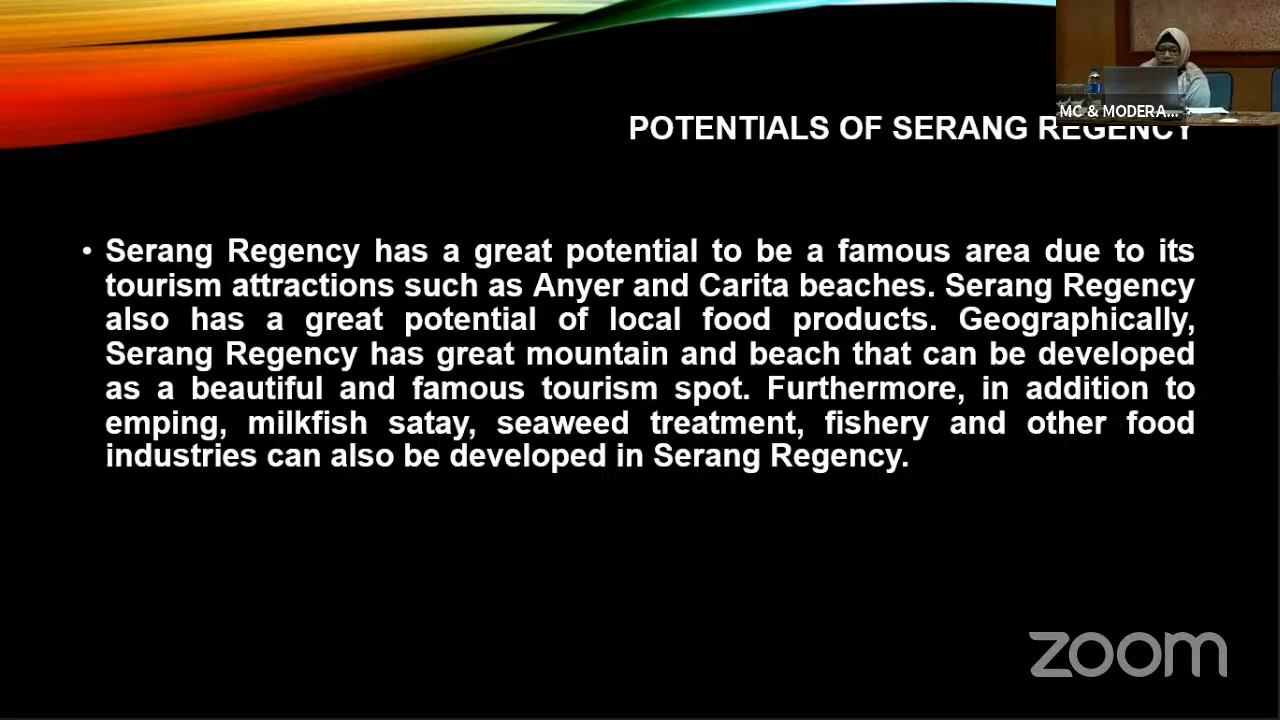 MC & MODERA...
POTENTIALS OF SERANG REGENCY
• Serang Regency has a great potential to be a famous area due to its
tourism attractions such as Anyer and Carita beaches. Serang Regency
also has a great potential of local food products. Geographically,
Serang Regency has great mountain and beach that can be developed
as a beautiful and famous tourism spot. Furthermore, in addition to
emping, milkfish satay, seaweed treatment, fishery and other food
industries can also be developed in Serang Regency.
zoom